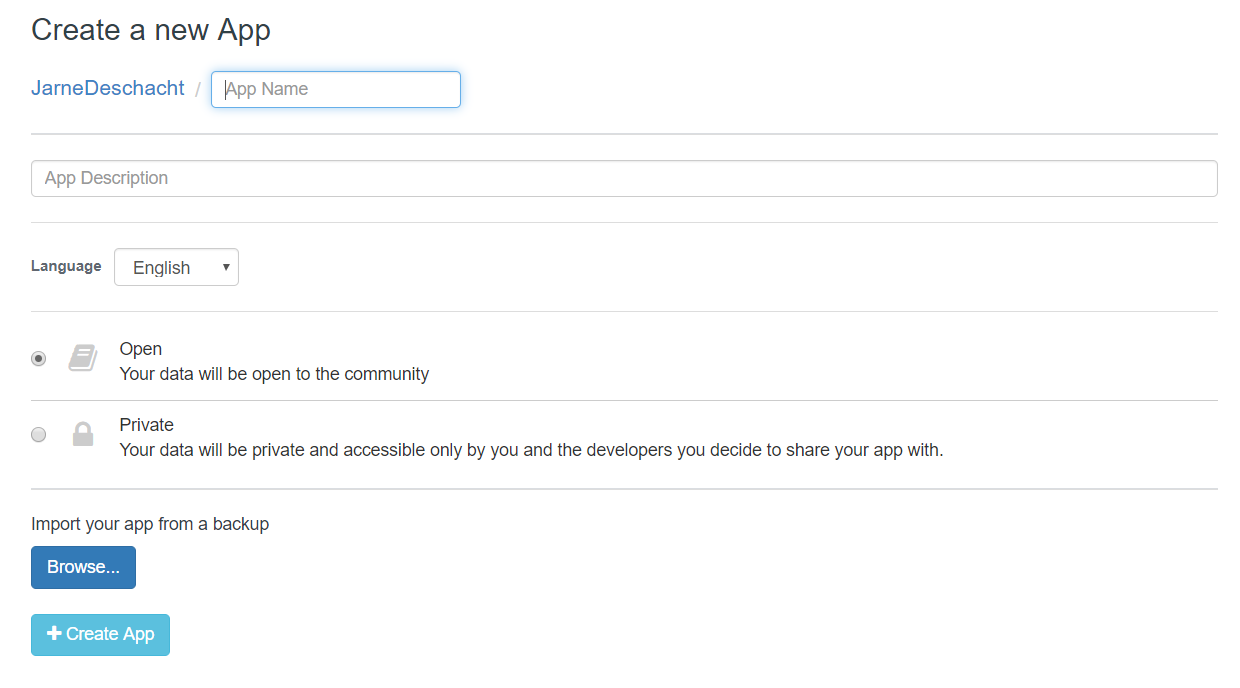 Create a new App
JarneDeschacht / App Name
App Description
Language English
Open
Your data will be open to the community
Private
Your data will be private and accessible only by you and the developers you decide to share your app with.
Import your app from a backup
Browse...
+ Create App